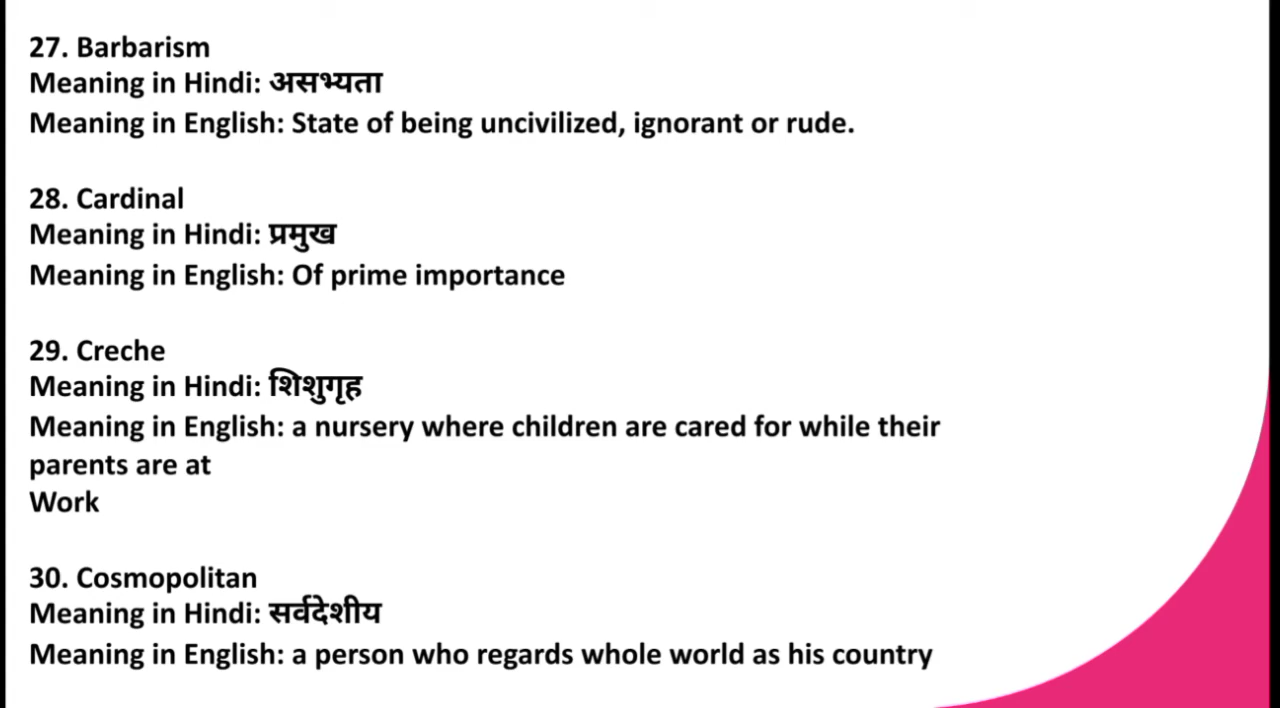 27. Barbarism
Meaning in Hindi: असभ्यता
Meaning in English: State of being uncivilized, ignorant or rude.
28. Cardinal
Meaning in Hindi: प्रमुख
Meaning in English: Of prime importance
29. Creche
Meaning in Hindi: शिशुगृह
Meaning in English: a nursery where children are cared for while their
parents are at
Work
30. Cosmopolitan
Meaning in Hindi: सर्वदेशीय
Meaning in English: a person who regards whole world as his country